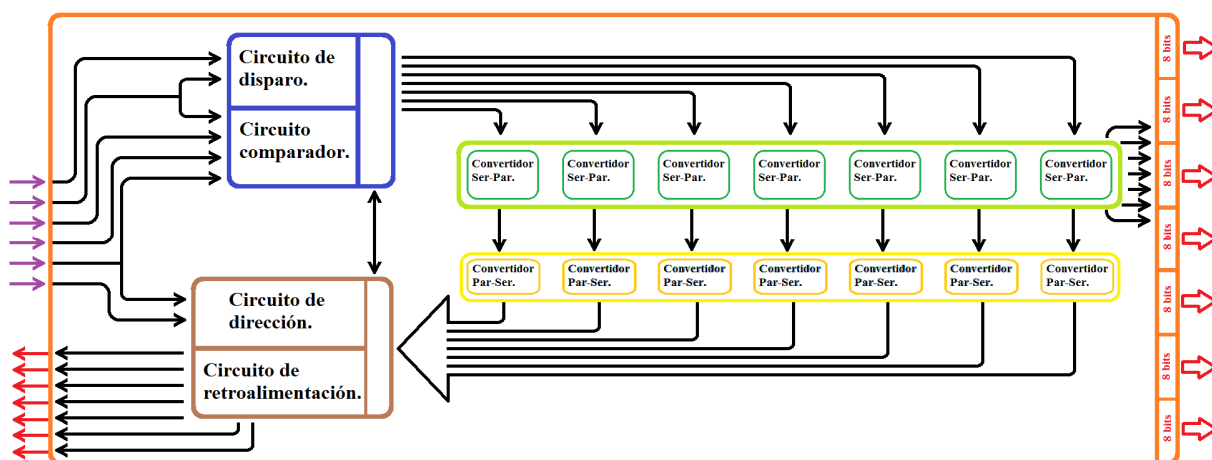 Circuito de
disparo.
Circuito
comparador.
Convertidor
Ser-Par.
Convertidor
Ser-Par.
Convertidor
Ser-Par.
Convertidor
Ser-Par.
Convertidor
Ser-Par.
Convertidor
Ser-Par.
Convertidor
Ser-Par.
Convertidor
Par-Ser.
Convertidor
Par-Ser.
Convertidor
Par-Ser.
Convertidor
Par-Ser.
Convertidor
Par-Ser.
Convertidor
Par-Ser.
Convertidor
Par-Ser.
Circuito de
dirección.
Circuito de
retroalimentación.
8 bits
8 bits
8 bits
8 bits
8 bits
8 bits
8 bits